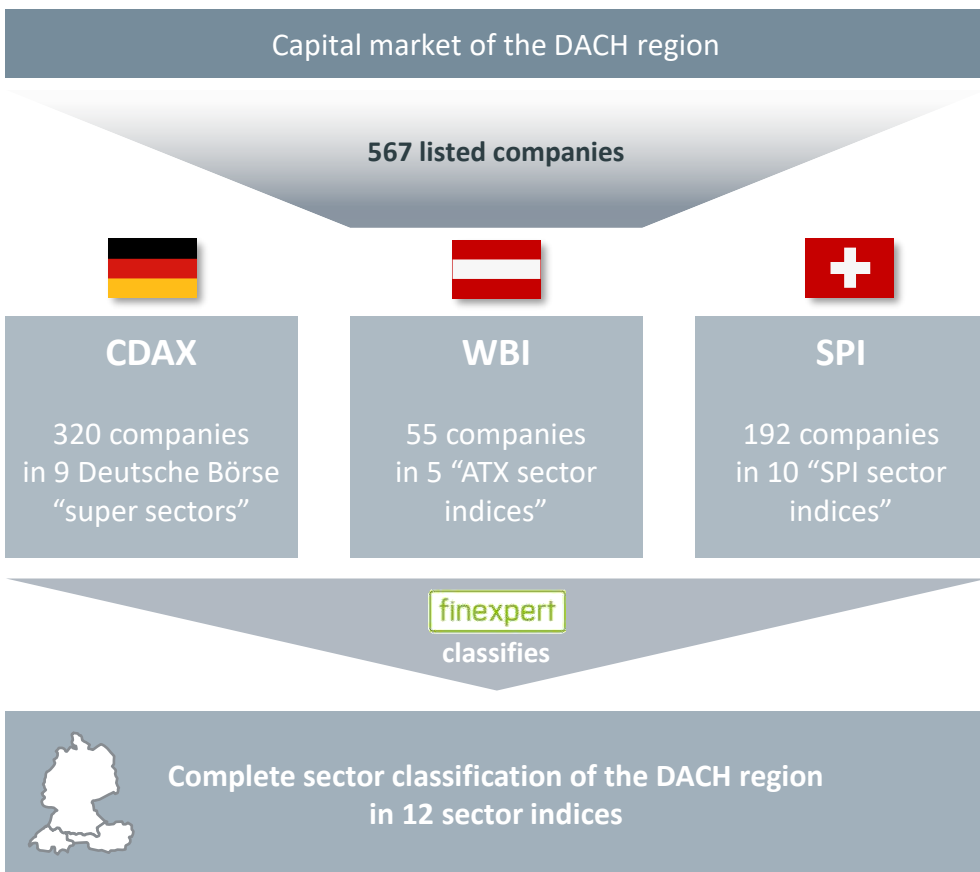 Capital market of the DACH region
567 listed companies
CDAX
320 companies
in 9 Deutsche Börse
“super sectors”
WBI
55 companies
in 5 “ATX sector
indices”
SPI
192 companies
in 10 “SPI sector
indices”
finexpert
classifies
Complete sector classification of the DACH region
in 12 sector indices